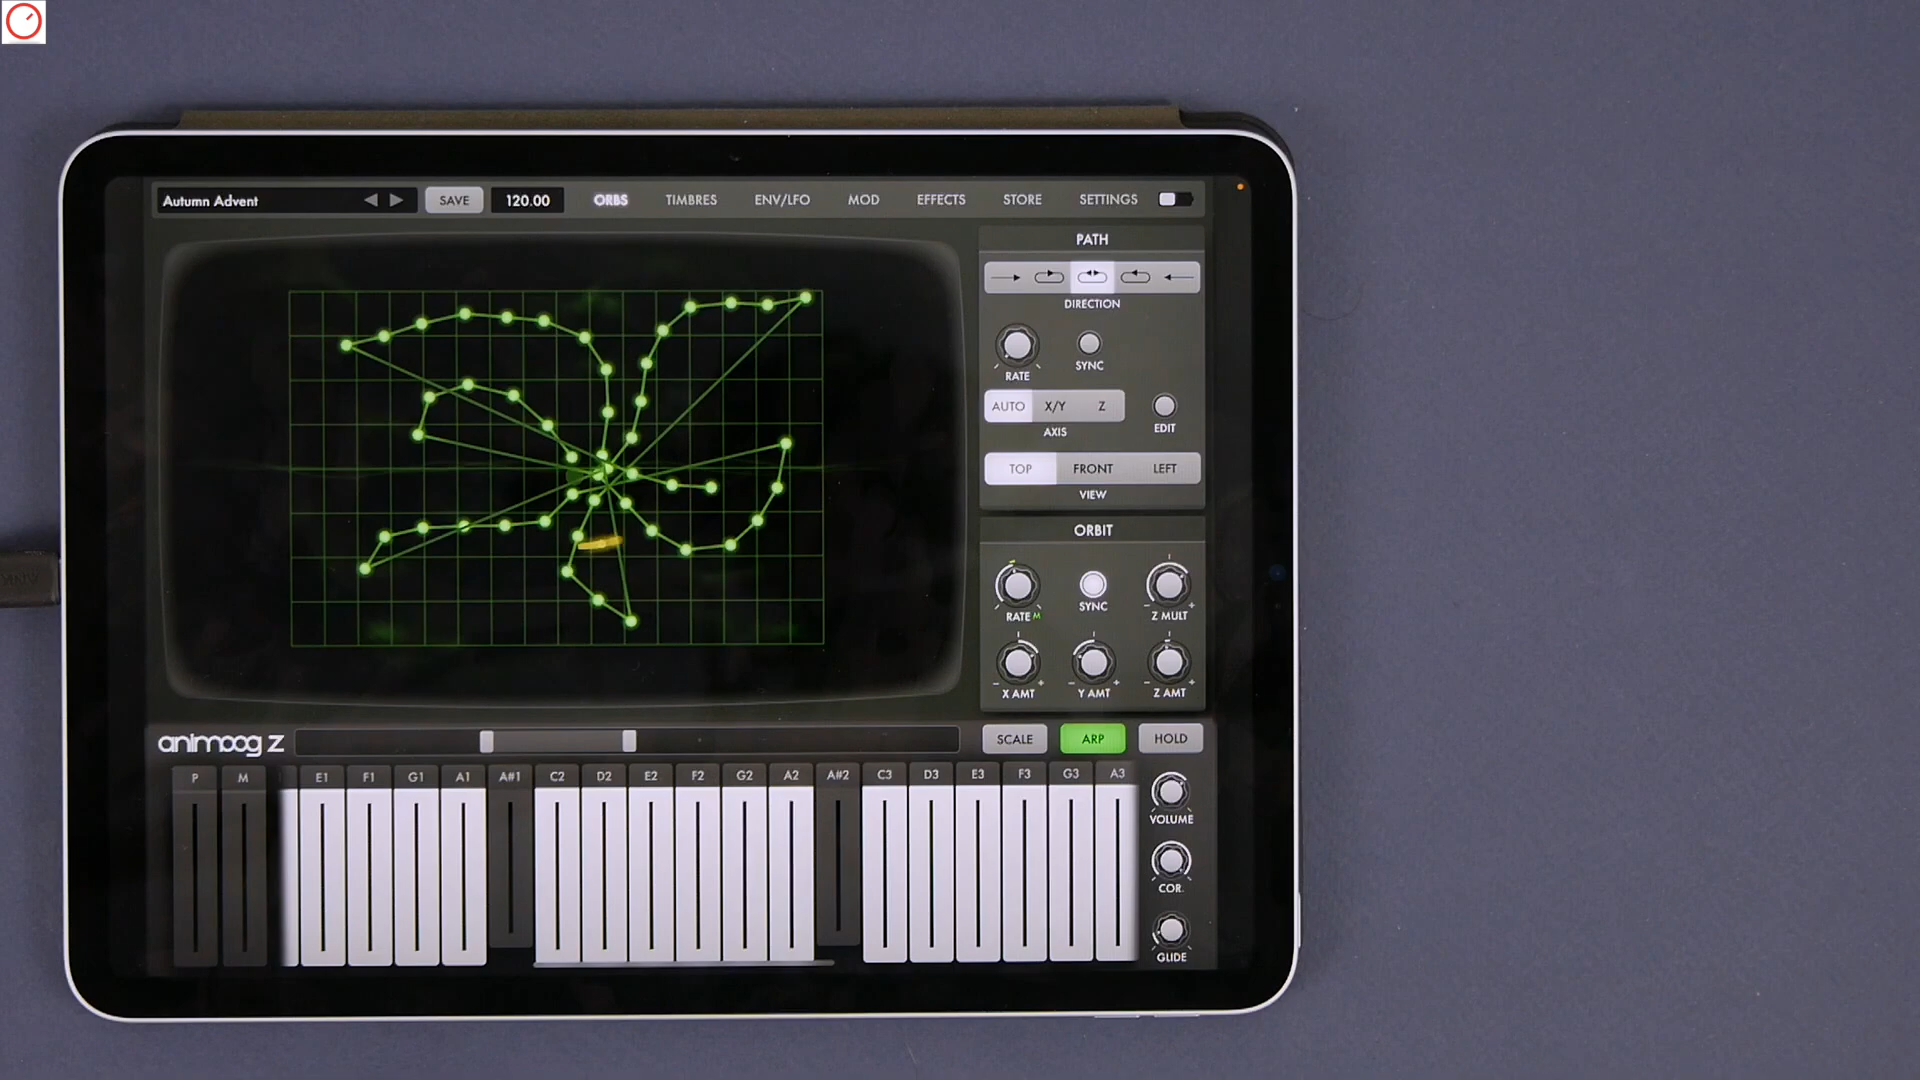 Autumn Advent SAVE 120.00 ORBS TIMBRES ENV/LFO MOD EFFECTS STORE SETTINGS
PATH
DIRECTION
RATE SYNC
AUTO X/Y Z
AXIS EDIT
TOP FRONT LEFT
VIEW
ORBIT
RATE M SYNC Z MULT
X AMT Y AMT Z AMT
animoog Z SCALE ARP HOLD
P M E1 F1 G1 A1 A#1 C2 D2 E2 F2 G2 A2 A#2 C3 D3 E3 F3 G3 A3
VOLUME
COR.
GLIDE